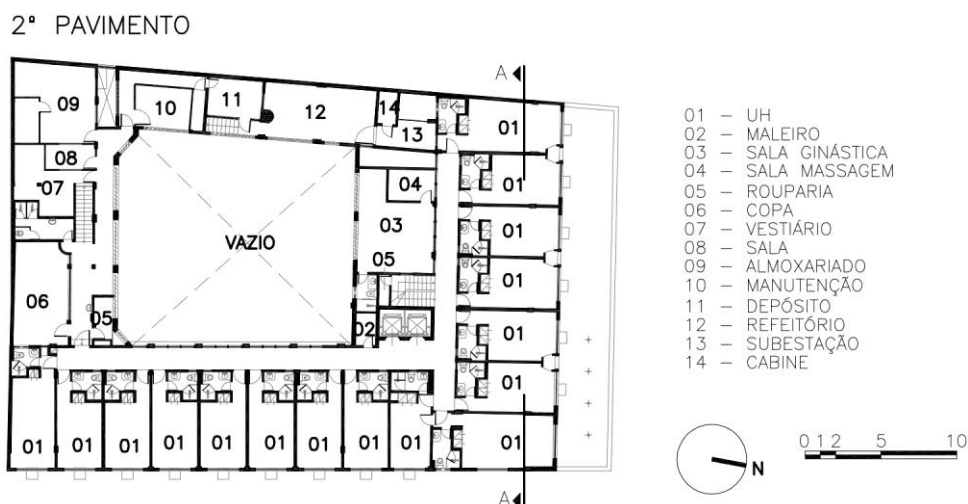 2º PAVIMENTO
A
09
10
11
12
14
13
01
08
07
04
01
03
01
VAZIO
05
01
06
05
02
01
01
01 01 01 01 01 01 01 01 01 01
A
01 – UH
02 – MALEIRO
03 – SALA GINÁSTICA
04 – SALA MASSAGEM
05 – ROUPARIA
06 – COPA
07 – VESTIÁRIO
08 – SALA
09 – ALMOXARIADO
10 – MANUTENÇÃO
11 – DEPÓSITO
12 – REFEITÓRIO
13 – SUBESTAÇÃO
14 – CABINE
N
0 1 2 5 10